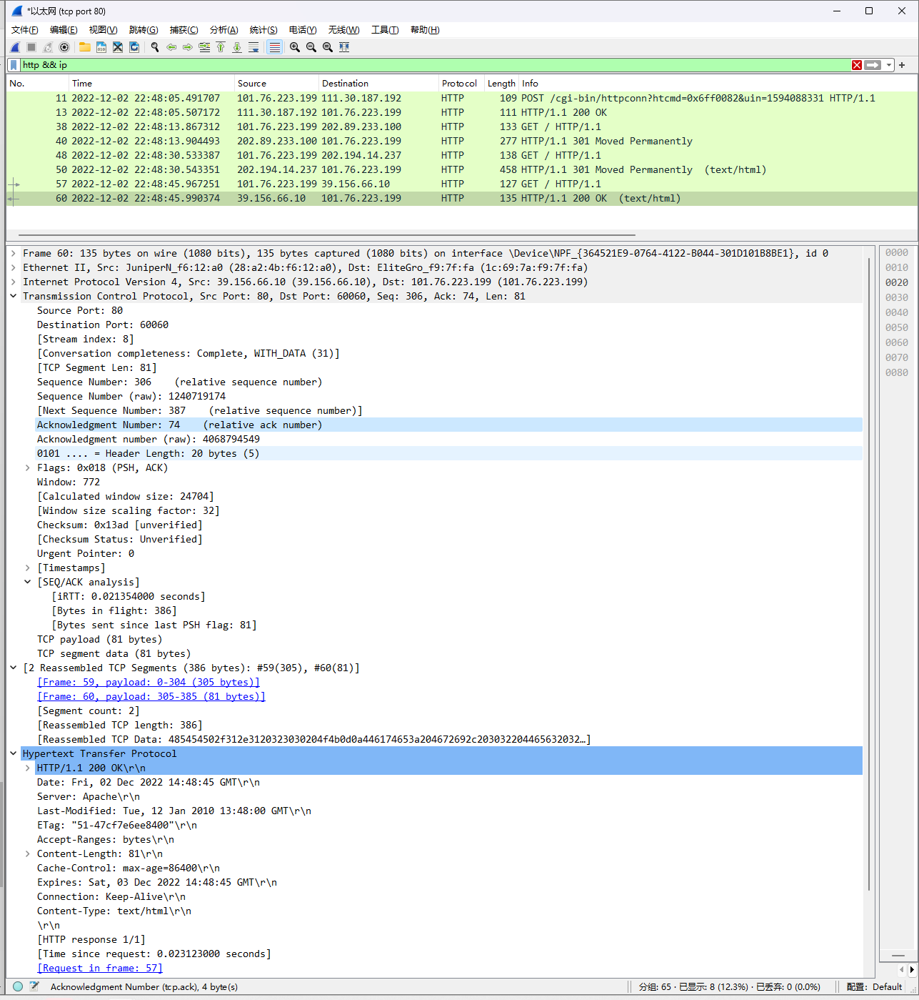 *以太网 (tcp port 80)
文件(F) 编辑(E) 视图(V) 跳转(G) 捕获(C) 分析(A) 统计(S) 电话(Y) 无线(W) 工具(T) 帮助(H)
http && ip
No. Time Source Destination Protocol Length Info
11 2022-12-02 22:48:05.491707 101.76.223.199 111.30.187.192 HTTP 109 POST /cgi-bin/httpconn?htcmd=0x6ff0082&uin=1594088331 HTTP/1.1
13 2022-12-02 22:48:05.507172 111.30.187.192 101.76.223.199 HTTP 111 HTTP/1.1 200 OK
38 2022-12-02 22:48:13.867312 101.76.223.199 202.89.233.100 HTTP 133 GET / HTTP/1.1
40 2022-12-02 22:48:13.904493 202.89.233.100 101.76.223.199 HTTP 277 HTTP/1.1 301 Moved Permanently
48 2022-12-02 22:48:30.533387 101.76.223.199 202.194.14.237 HTTP 138 GET / HTTP/1.1
50 2022-12-02 22:48:30.543351 202.194.14.237 101.76.223.199 HTTP 458 HTTP/1.1 301 Moved Permanently (text/html)
57 2022-12-02 22:48:45.967251 101.76.223.199 39.156.66.10 HTTP 127 GET / HTTP/1.1
60 2022-12-02 22:48:45.990374 39.156.66.10 101.76.223.199 HTTP 135 HTTP/1.1 200 OK (text/html)
Frame 60: 135 bytes on wire (1080 bits), 135 bytes captured (1080 bits) on interface \Device\NPF_{364521E9-0764-4122-B044-301D101B8BE1}, id 0
Ethernet II, Src: JuniperN_f6:12:a0 (28:a2:4b:f6:12:a0), Dst: EliteGro_f9:7f:fa (1c:69:7a:f9:7f:fa)
Internet Protocol Version 4, Src: 39.156.66.10 (39.156.66.10), Dst: 101.76.223.199 (101.76.223.199)
Transmission Control Protocol, Src Port: 80, Dst Port: 60060, Seq: 306, Ack: 74, Len: 81
Source Port: 80
Destination Port: 60060
[Stream index: 8]
[Conversation completeness: Complete, WITH_DATA (31)]
[TCP Segment Len: 81]
Sequence Number: 306 (relative sequence number)
Sequence Number (raw): 1240719174
[Next Sequence Number: 387 (relative sequence number)]
Acknowledgment Number: 74 (relative ack number)
Acknowledgment number (raw): 4068794549
0101 .... = Header Length: 20 bytes (5)
Flags: 0x018 (PSH, ACK)
Window: 772
[Calculated window size: 24704]
[Window size scaling factor: 32]
Checksum: 0x13ad [unverified]
[Checksum Status: Unverified]
Urgent Pointer: 0
[Timestamps]
[SEQ/ACK analysis]
[iRTT: 0.021354000 seconds]
[Bytes in flight: 386]
[Bytes sent since last PSH flag: 81]
TCP payload (81 bytes)
TCP segment data (81 bytes)
[2 Reassembled TCP Segments (386 bytes): #59(305), #60(81)]
[Frame: 59, payload: 0-304 (305 bytes)]
[Frame: 60, payload: 305-385 (81 bytes)]
[Segment count: 2]
[Reassembled TCP length: 386]
[Reassembled TCP Data: 485454502f312e3120323030204f4b0d0a446174653a204672692c203032204465632032…]
Hypertext Transfer Protocol
HTTP/1.1 200 OK\r\n
Date: Fri, 02 Dec 2022 14:48:45 GMT\r\n
Server: Apache\r\n
Last-Modified: Tue, 12 Jan 2010 13:48:00 GMT\r\n
ETag: "51-47cf7e6ee8400"\r\n
Accept-Ranges: bytes\r\n
Content-Length: 81\r\n
Cache-Control: max-age=86400\r\n
Expires: Sat, 03 Dec 2022 14:48:45 GMT\r\n
Connection: Keep-Alive\r\n
Content-Type: text/html\r\n
\r\n
[HTTP response 1/1]
[Time since request: 0.023123000 seconds]
[Request in frame: 57]
0000
0010
0020
0030
0040
0050
0060
0070
0080
Acknowledgment Number (tcp.ack), 4 byte(s) 分组: 65 · 已显示: 8 (12.3%) · 已丢弃: 0 (0.0%) 配置: Default